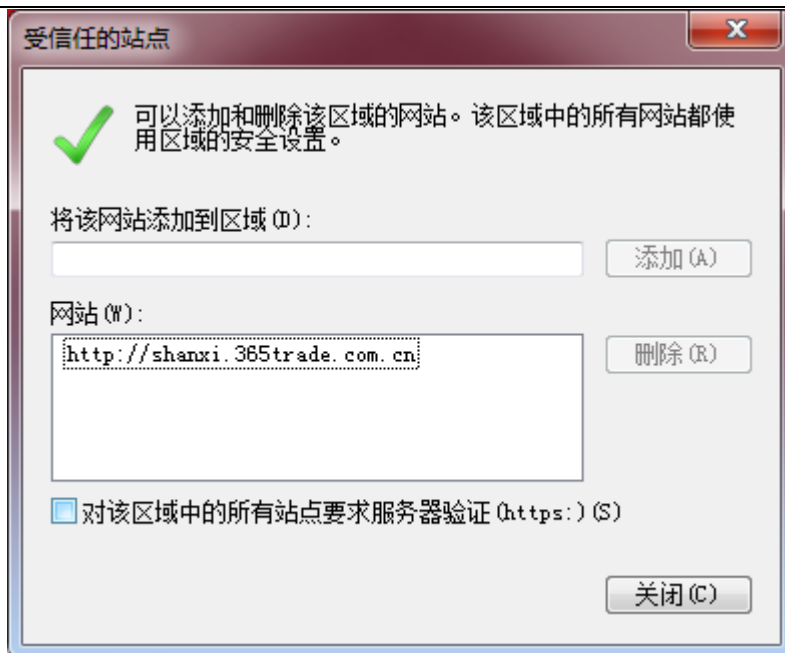 受信任的站点
可以添加和删除该区域的网站。该区域中的所有网站都使
用区域的安全设置。
将该网站添加到区域(D):
添加(A)
网站(W):
http://shanxi.365trade.com.cn
删除(R)
对该区域中的所有站点要求服务器验证(https:)(S)
关闭(C)